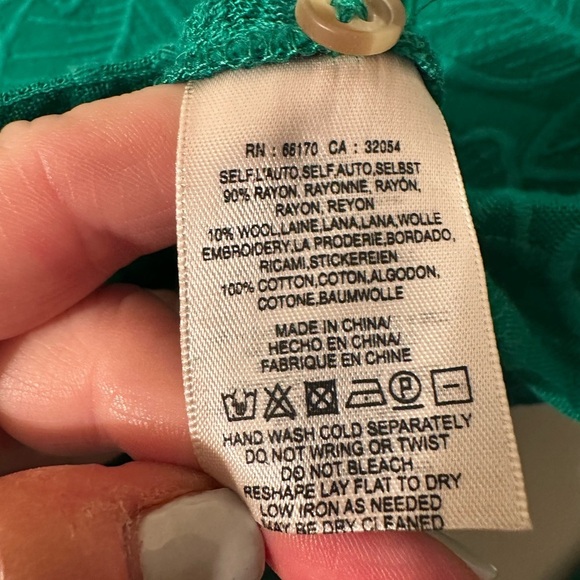 RN : 66170 CA : 32054
SELF,L'AUTO,SELF,AUTO,SELBST
90% RAYON, RAYONNE, RAYON,
RAYON, REYON
10% WOOL,LAINE,LANA,LANA,WOLLE
EMBROIDERY,LA PRODERIE,BORDADO,
RICAMI,STICKEREIEN
100% COTTON,COTON,ALGODON,
COTONE,BAUMWOLLE
MADE IN CHINA/
HECHO EN CHINA/
FABRIQUE EN CHINE
P
HAND WASH COLD SEPARATELY
DO NOT WRING OR TWIST
DO NOT BLEACH
RESHAPE LAY FLAT TO DRY
LOW IRON AS NEEDED
MAY BE DRY CLEANED